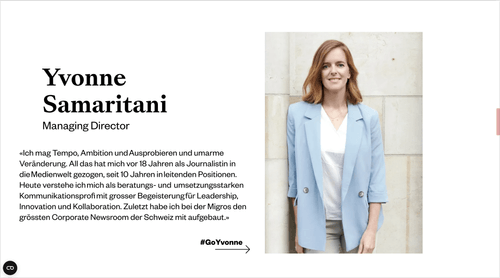 Yvonne
Samaritani
Managing Director
«Ich mag Tempo, Ambition und Ausprobieren und umarme
Veränderung. All das hat mich vor 18 Jahren als Journalistin in
die Medienwelt gezogen, seit 10 Jahren in leitenden Positionen.
Heute verstehe ich mich als beratungs- und umsetzungsstarken
Kommunikationsprofi mit grosser Begeisterung für Leadership,
Innovation und Kollaboration. Zuletzt habe ich bei der Migros den
grössten Corporate Newsroom der Schweiz mit aufgebaut.»
#GoYvonne